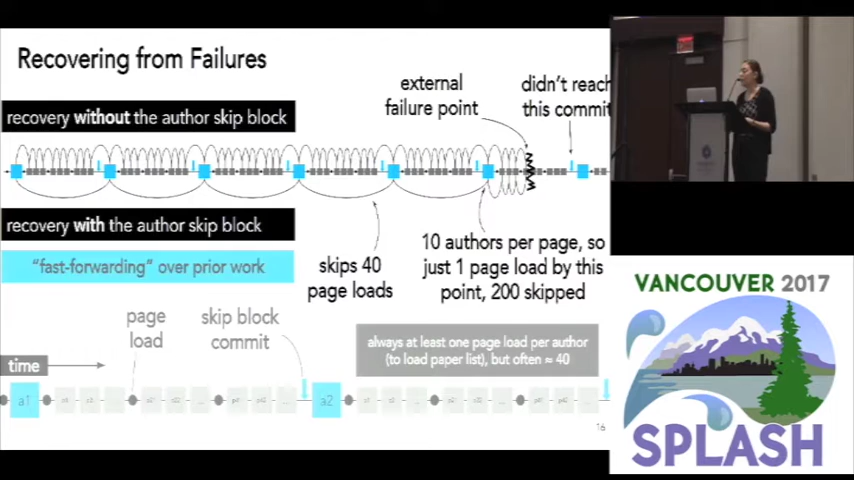 Recovering from Failures
external
failure point
didn't reach
this commit
recovery without the author skip block
recovery with the author skip block
"fast-forwarding" over prior work
skips 40
page loads
10 authors per page, so
just 1 page load by this
point, 200 skipped
page
load
skip block
commit
always at least one page load per author
(to load paper list), but often ≈ 40
time
a1
a2
16
VANCOUVER 2017
SPLASH